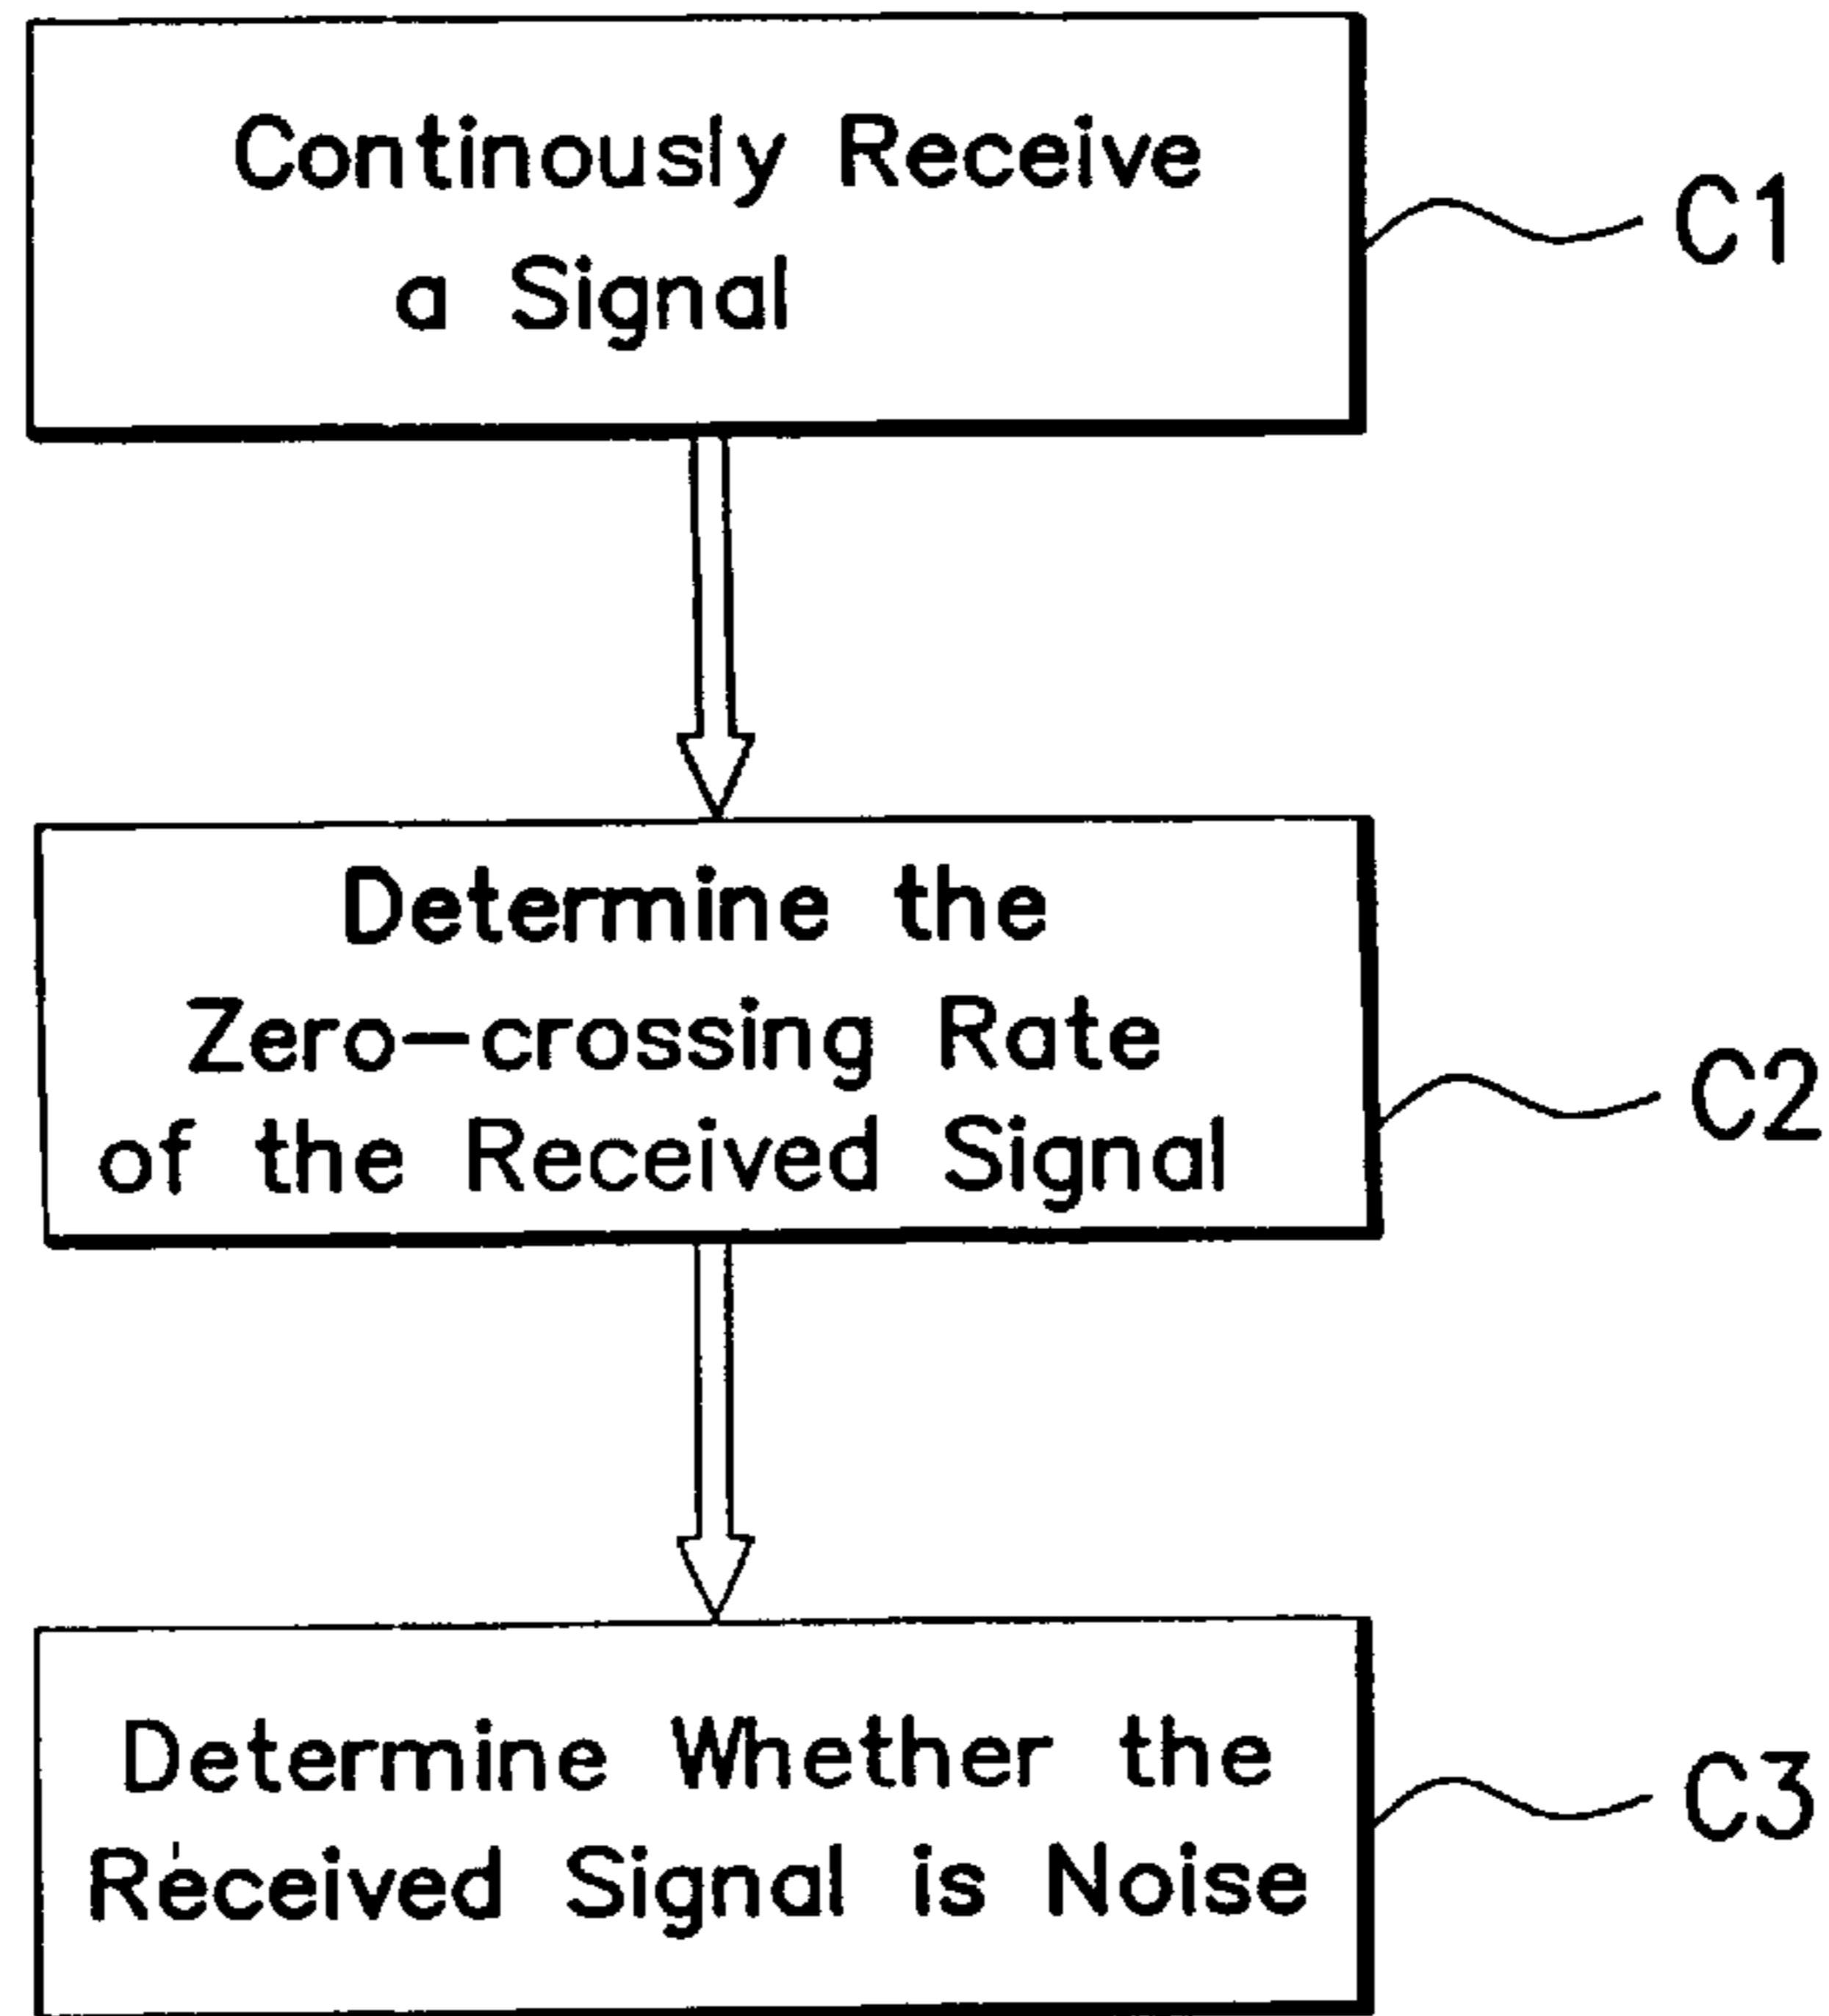 Continously Receive
a Signal
C1
Determine the
Zero-crossing Rate
of the Received Signal
C2
Determine Whether the
Received Signal is Noise
C3